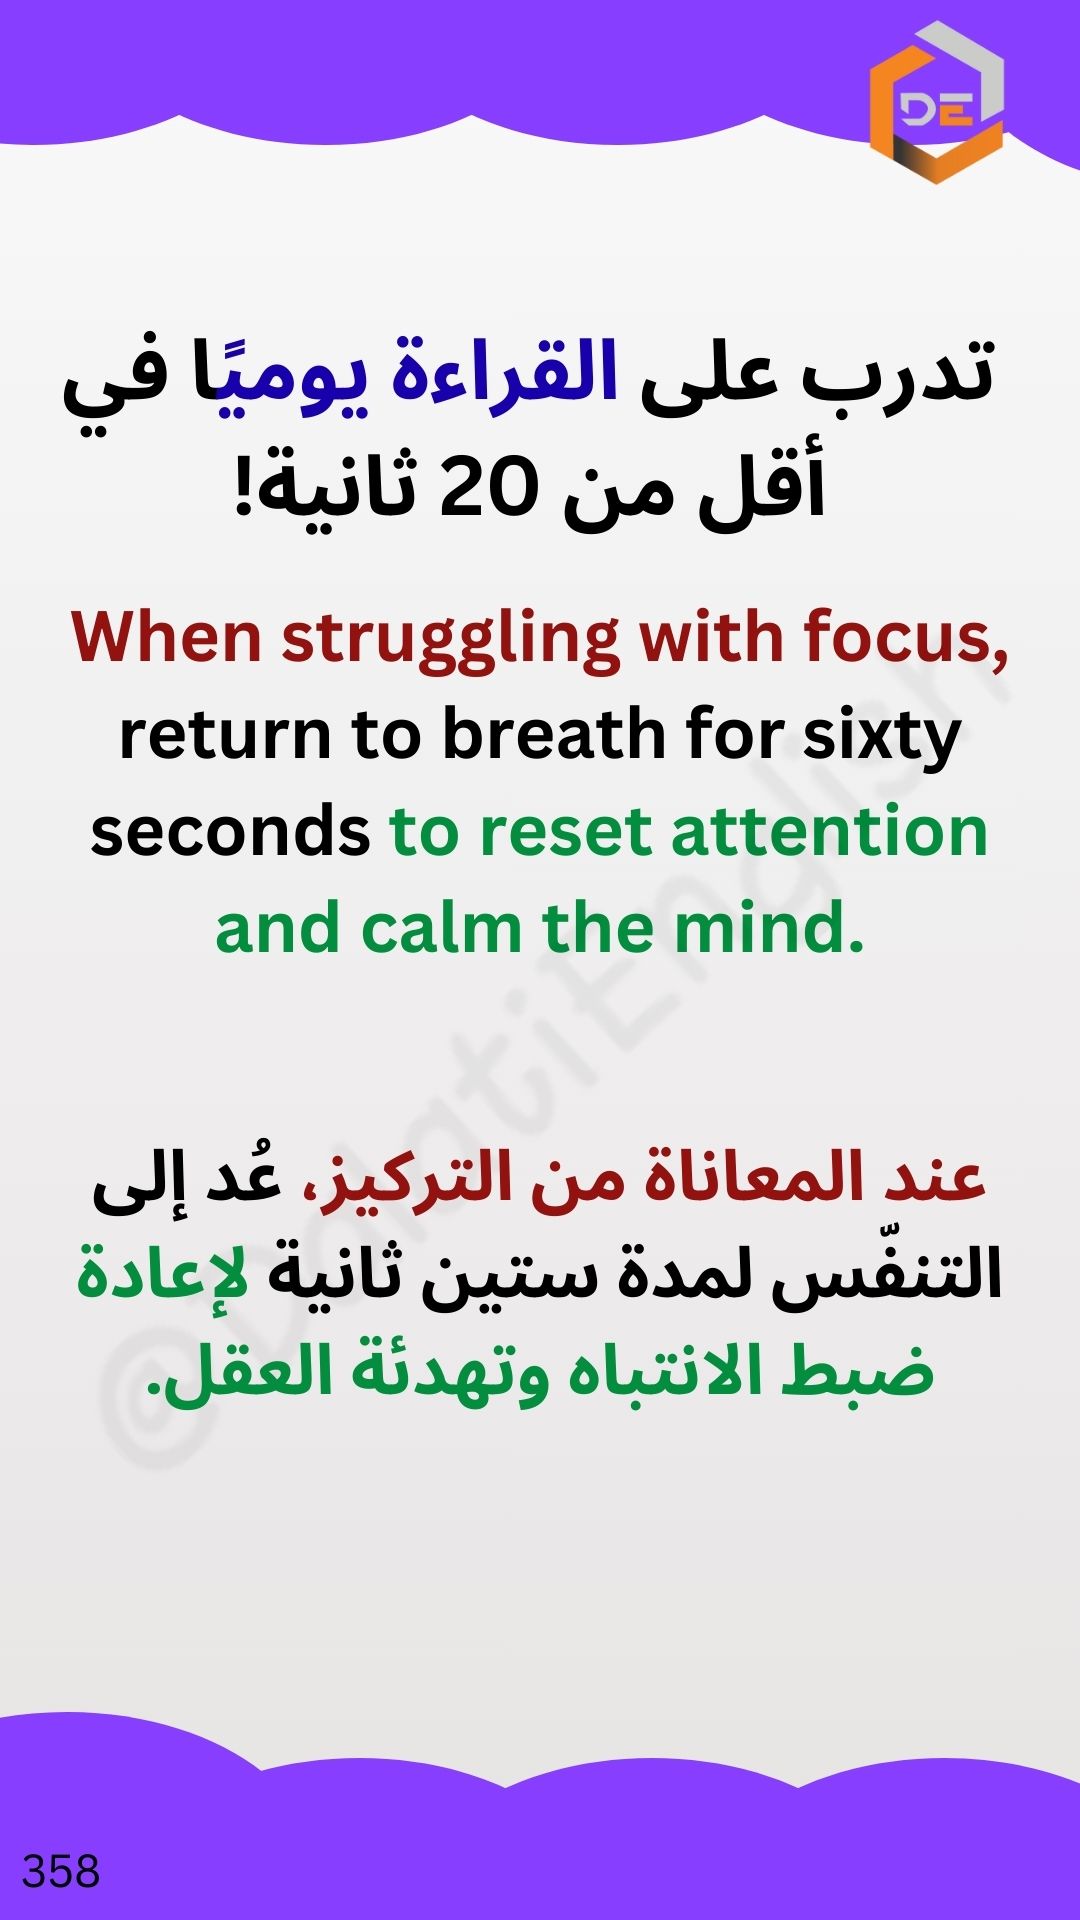 DE
تدرب على القراءة يوميًا في
أقل من 20 ثانية!
When struggling with focus,
return to breath for sixty
seconds to reset attention
and calm the mind.
عند المعاناة من التركيز، عُد إلى
التنفّس لمدة ستين ثانية لإعادة
ضبط الانتباه وتهدئة العقل.
@DalatiEnglish
358